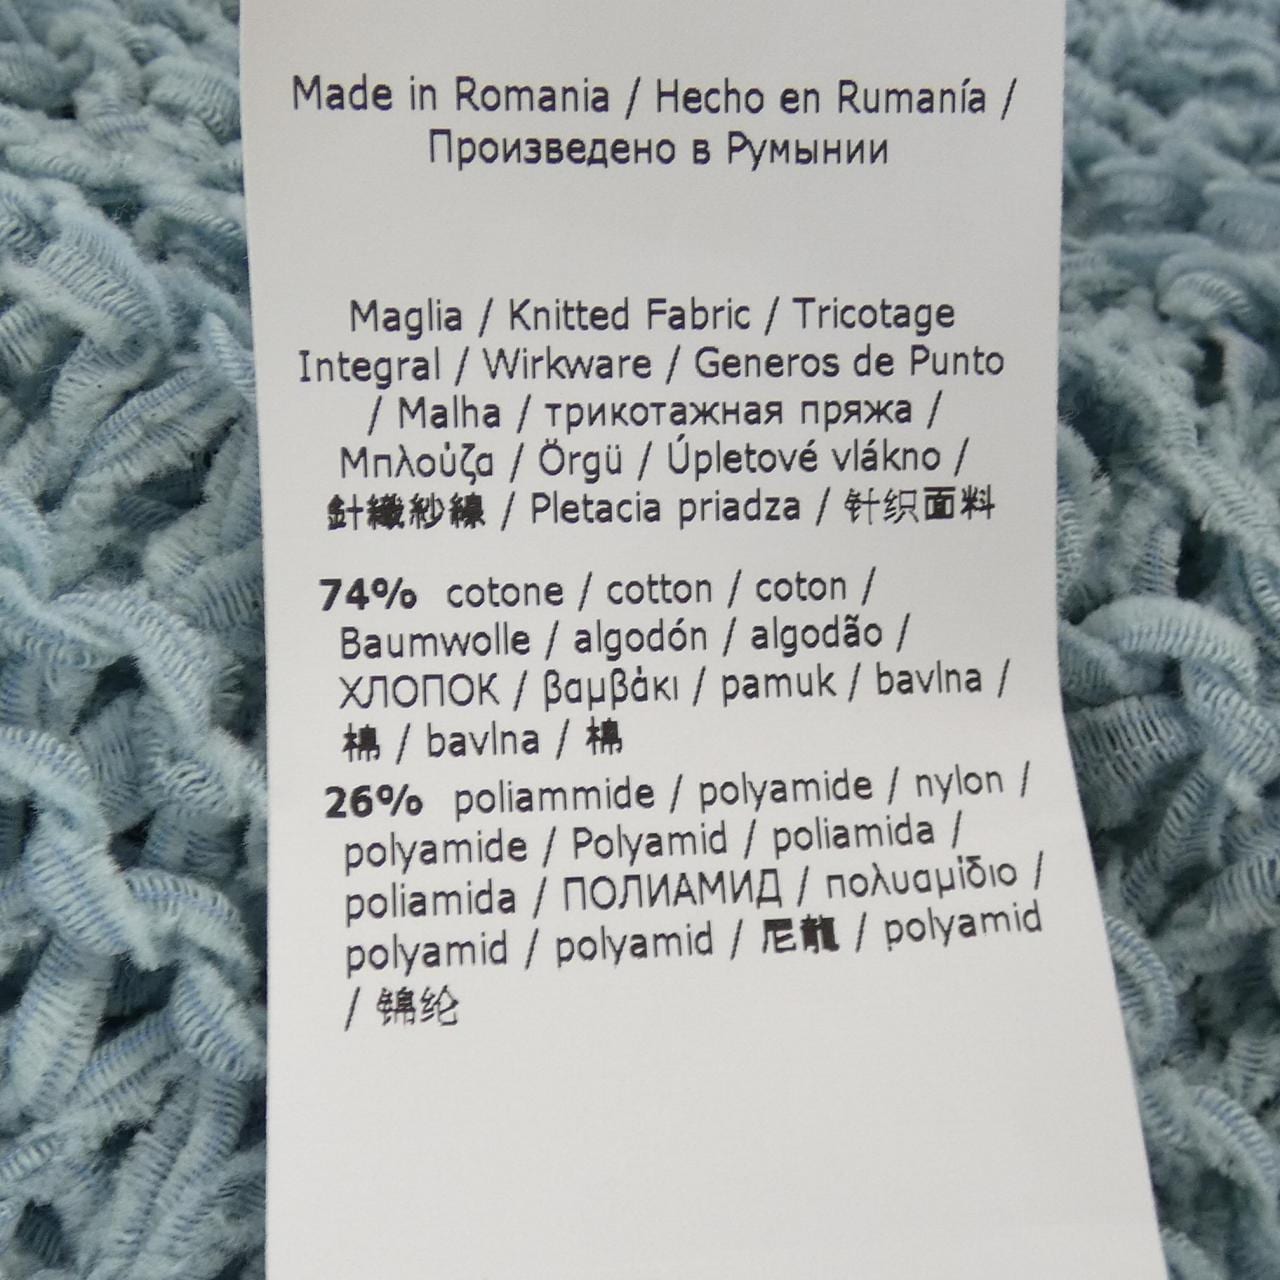 Made in Romania / Hecho en Rumanía /
Произведено в Румынии
Maglia / Knitted Fabric / Tricotage
Integral / Wirkware / Generos de Punto
/ Malha / трикотажная пряжа /
Μπλούζα / Örgü / Úpletové vlákno /
針織紗線 / Pletacia priadza / 针织面料
74% cotone / cotton / coton /
Baumwolle / algodón / algodão /
ХЛОПОК / βαμβάκι / pamuk / bavlna /
棉 / bavlna / 棉
26% poliammide / polyamide / nylon /
polyamide / Polyamid / poliamida /
poliamida / ПОЛИАМИД / πολυαμίδιο /
polyamid / polyamid / 尼龍 / polyamid
/ 锦纶